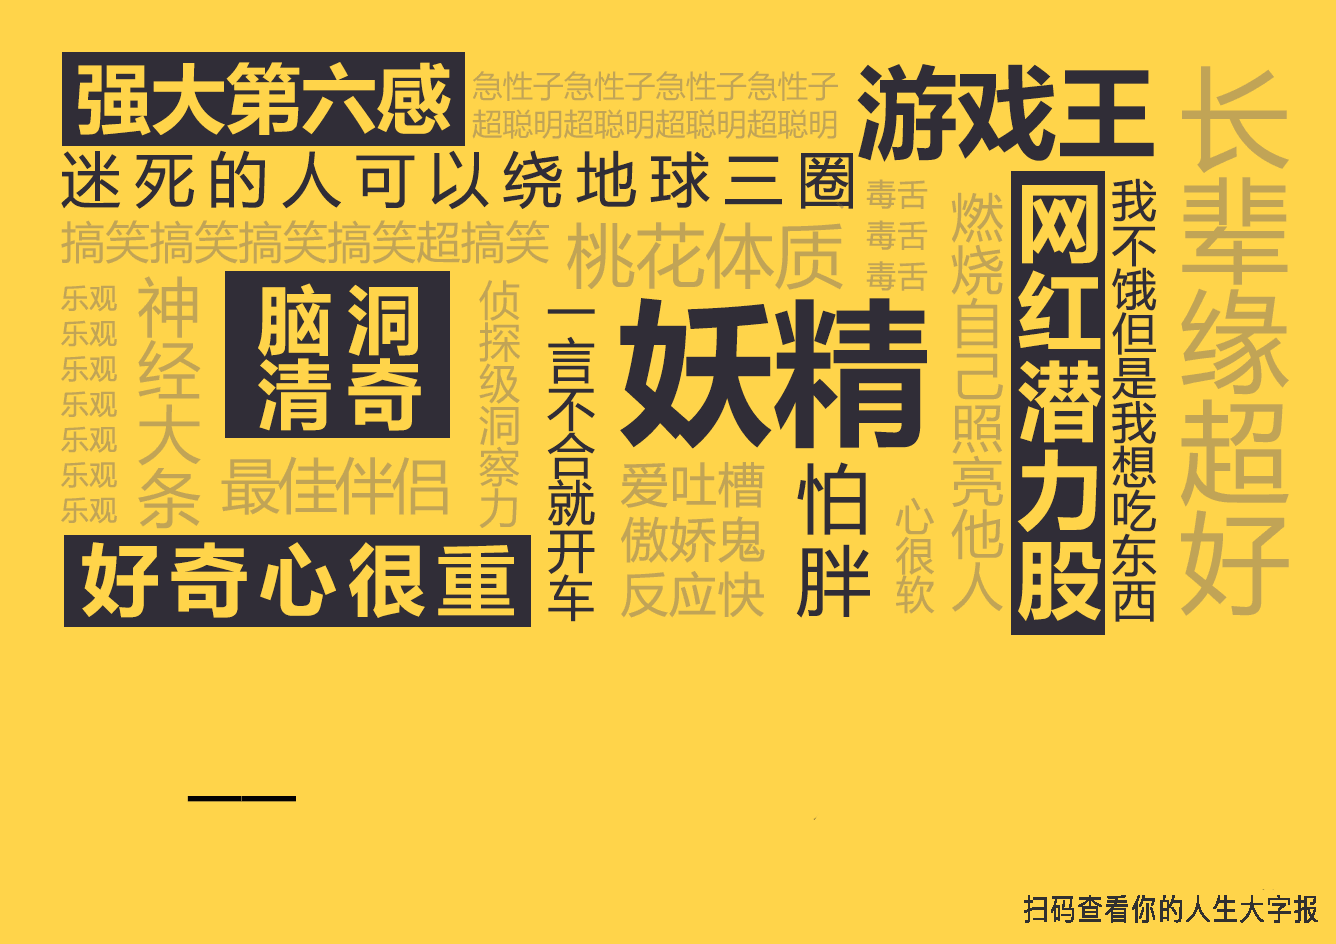 强大第六感
急性子急性子急性子急性子
超聪明超聪明超聪明超聪明
游戏王
长辈缘超好
迷死的人可以绕地球三圈
毒舌
毒舌
毒舌
燃烧自己照亮他人
网红潜力股
我不饿但是我想吃东西
搞笑搞笑搞笑搞笑超搞笑
桃花体质
乐观
乐观
乐观
乐观
乐观
乐观
乐观
神经大条
脑洞
清奇
侦探级洞察力
一言不合就开车
妖精
最佳伴侣
爱吐槽
傲娇鬼
反应快
怕胖
心很软
好奇心很重
——
扫码查看你的人生大字报